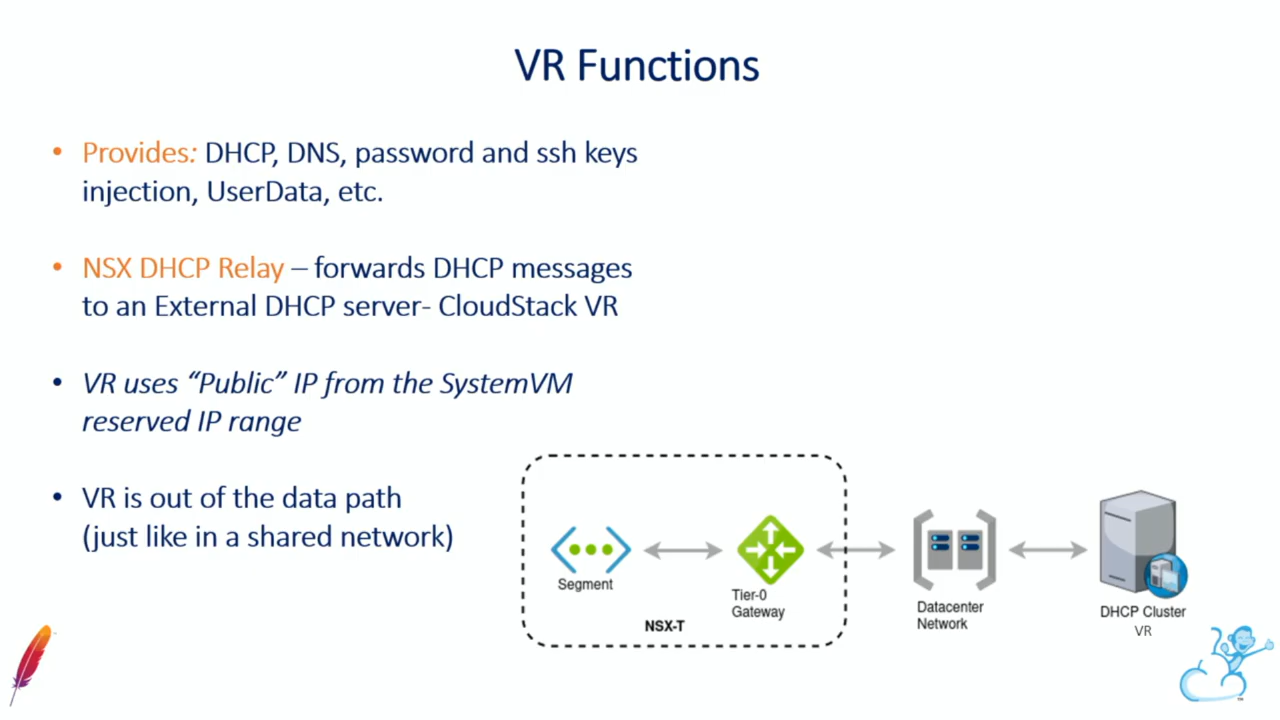 VR Functions
• Provides: DHCP, DNS, password and ssh keys
injection, UserData, etc.
• NSX DHCP Relay – forwards DHCP messages
to an External DHCP server- CloudStack VR
• VR uses “Public” IP from the SystemVM
reserved IP range
• VR is out of the data path
(just like in a shared network)
Segment
Tier-0
Gateway
NSX-T
Datacenter
Network
DHCP Cluster
VR